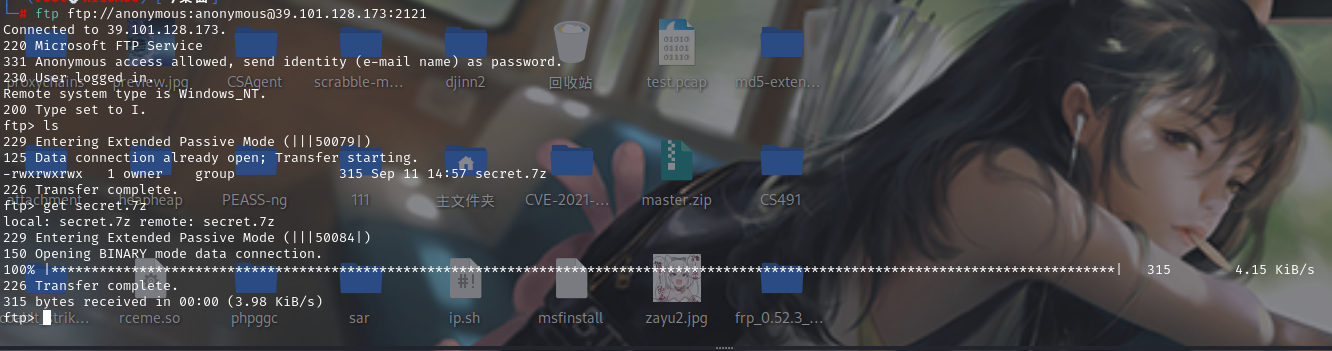 └─# ftp ftp://anonymous:anonymous@39.101.128.173:2121
Connected to 39.101.128.173.
220 Microsoft FTP Service
331 Anonymous access allowed, send identity (e-mail name) as password.
230 User logged in.
Remote system type is Windows_NT.
200 Type set to I.
ftp> ls
229 Entering Extended Passive Mode (|||50079|)
125 Data connection already open; Transfer starting.
-rwxrwxrwx   1 owner    group             315 Sep 11 14:57 secret.7z
226 Transfer complete.
ftp> get secret.7z
local: secret.7z remote: secret.7z
229 Entering Extended Passive Mode (|||50084|)
150 Opening BINARY mode data connection.
100% |***********************************************************************************************************************************| 315 4.15 KiB/s
226 Transfer complete.
315 bytes received in 00:00 (3.98 KiB/s)
ftp>
proxychains preview.jpg CSAgent scrabble-m... djinn2 回收站 test.pcap md5-exten...
attachment heapheap PEASS-ng 111 主文件夹 CVE-2021-... master.zip CS491
rceme.so phpggc sar ip.sh msfinstall zayu2.jpg frp_0.52.3_...